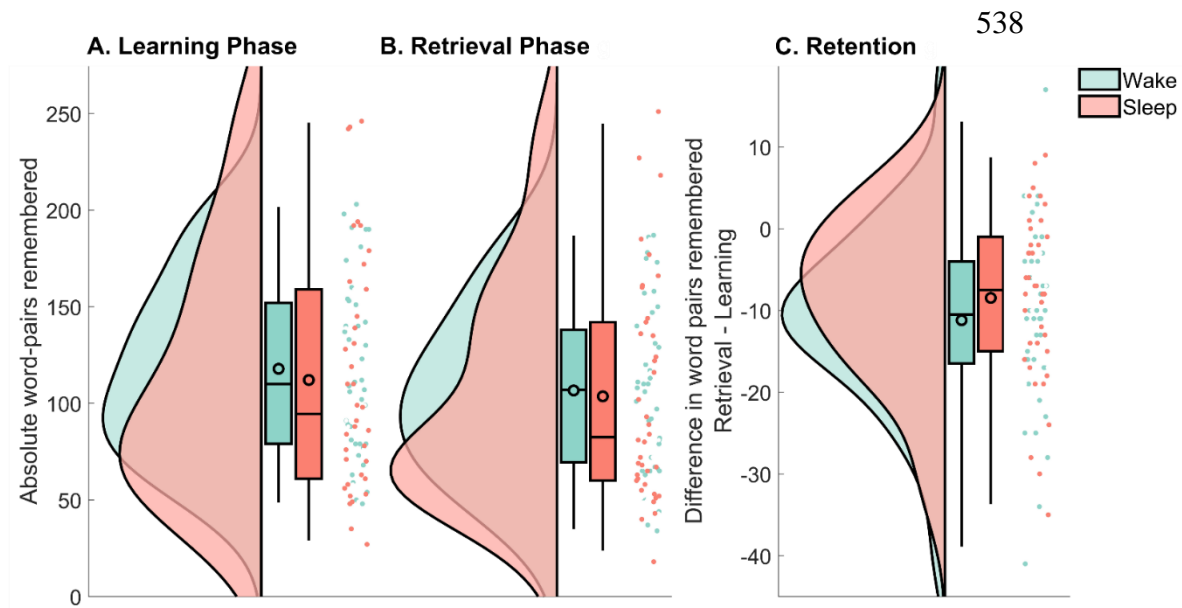 538
A. Learning Phase
B. Retrieval Phase
C. Retention
Wake
Sleep
Absolute word-pairs remembered
250
200
150
100
50
0
Difference in word pairs remembered
Retrieval - Learning
10
0
-10
-20
-30
-40